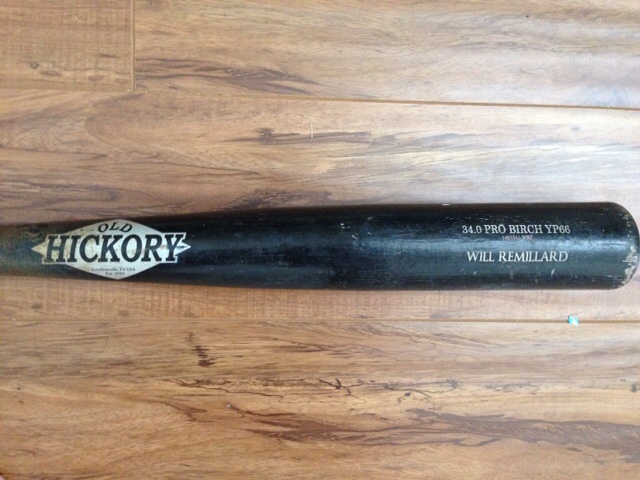 OLD
HICKORY
34.0 PRO BIRCH YP66
WILL REMILLARD